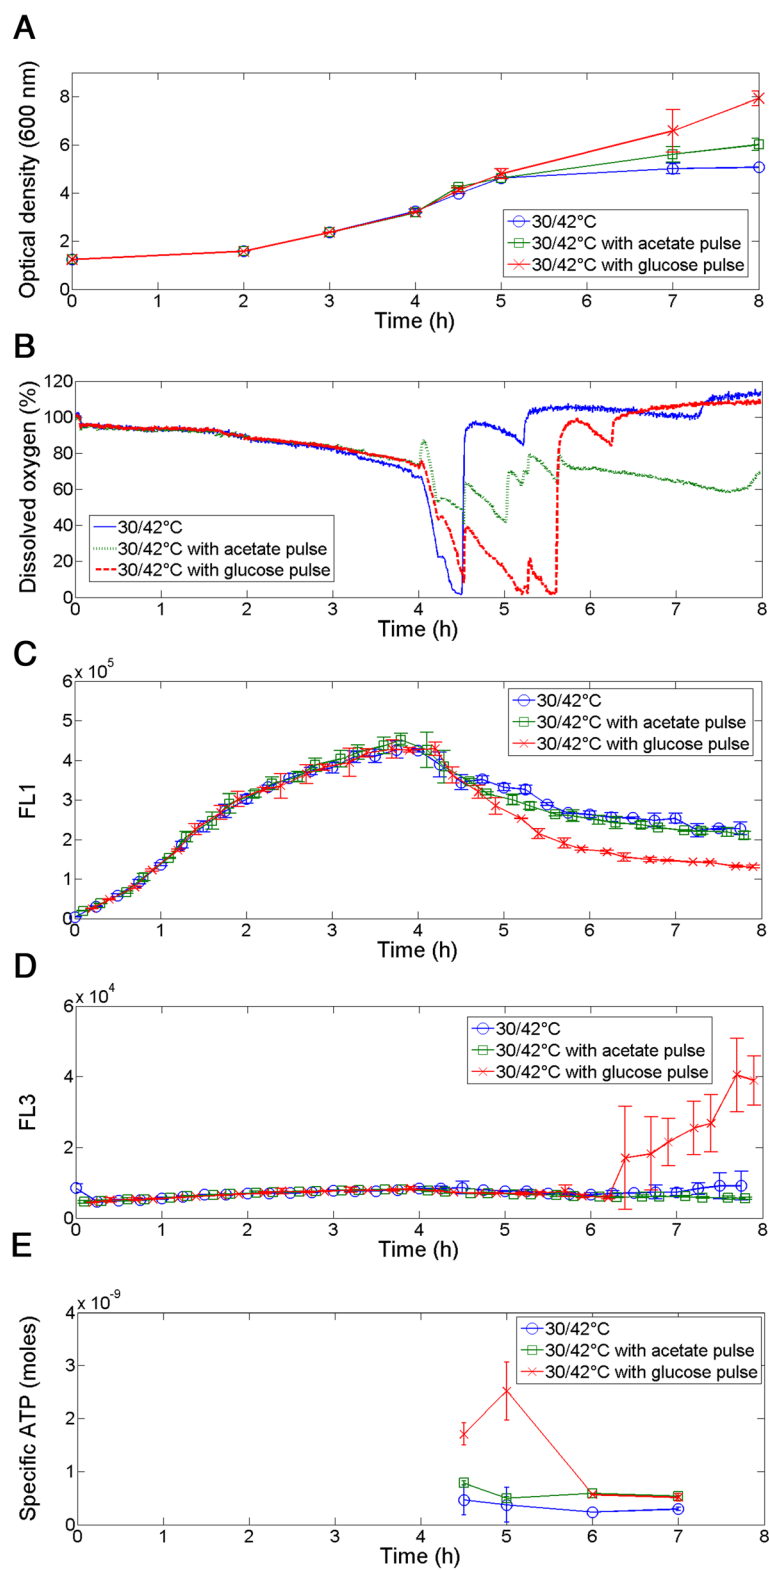 A
Optical density (600 nm)
8
6
4
2
0
30/42°C
30/42°C with acetate pulse
30/42°C with glucose pulse
0 1 2 3 4 5 6 7 8
Time (h)
B
Dissolved oxygen (%)
120
100
80
60
40
20
0
30/42°C
30/42°C with acetate pulse
30/42°C with glucose pulse
0 1 2 3 4 5 6 7 8
Time (h)
C
x 10⁵
FL1
6
5
4
3
2
1
0
30/42°C
30/42°C with acetate pulse
30/42°C with glucose pulse
0 1 2 3 4 5 6 7 8
Time (h)
D
x 10⁴
FL3
6
4
2
0
30/42°C
30/42°C with acetate pulse
30/42°C with glucose pulse
0 1 2 3 4 5 6 7 8
Time (h)
E
x 10⁻⁹
Specific ATP (moles)
4
3
2
1
0
30/42°C
30/42°C with acetate pulse
30/42°C with glucose pulse
0 1 2 3 4 5 6 7 8
Time (h)